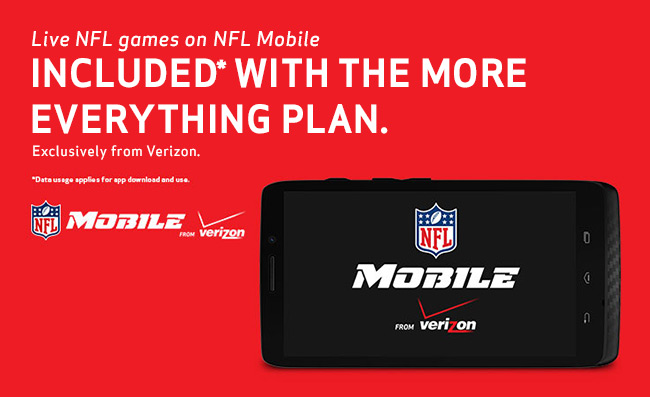 Live NFL games on NFL Mobile
INCLUDED* WITH THE MORE
EVERYTHING PLAN.
Exclusively from Verizon.
*Data usage applies for app download and use.
NFL MOBILE FROM verizon
NFL
MOBILE
FROM verizon